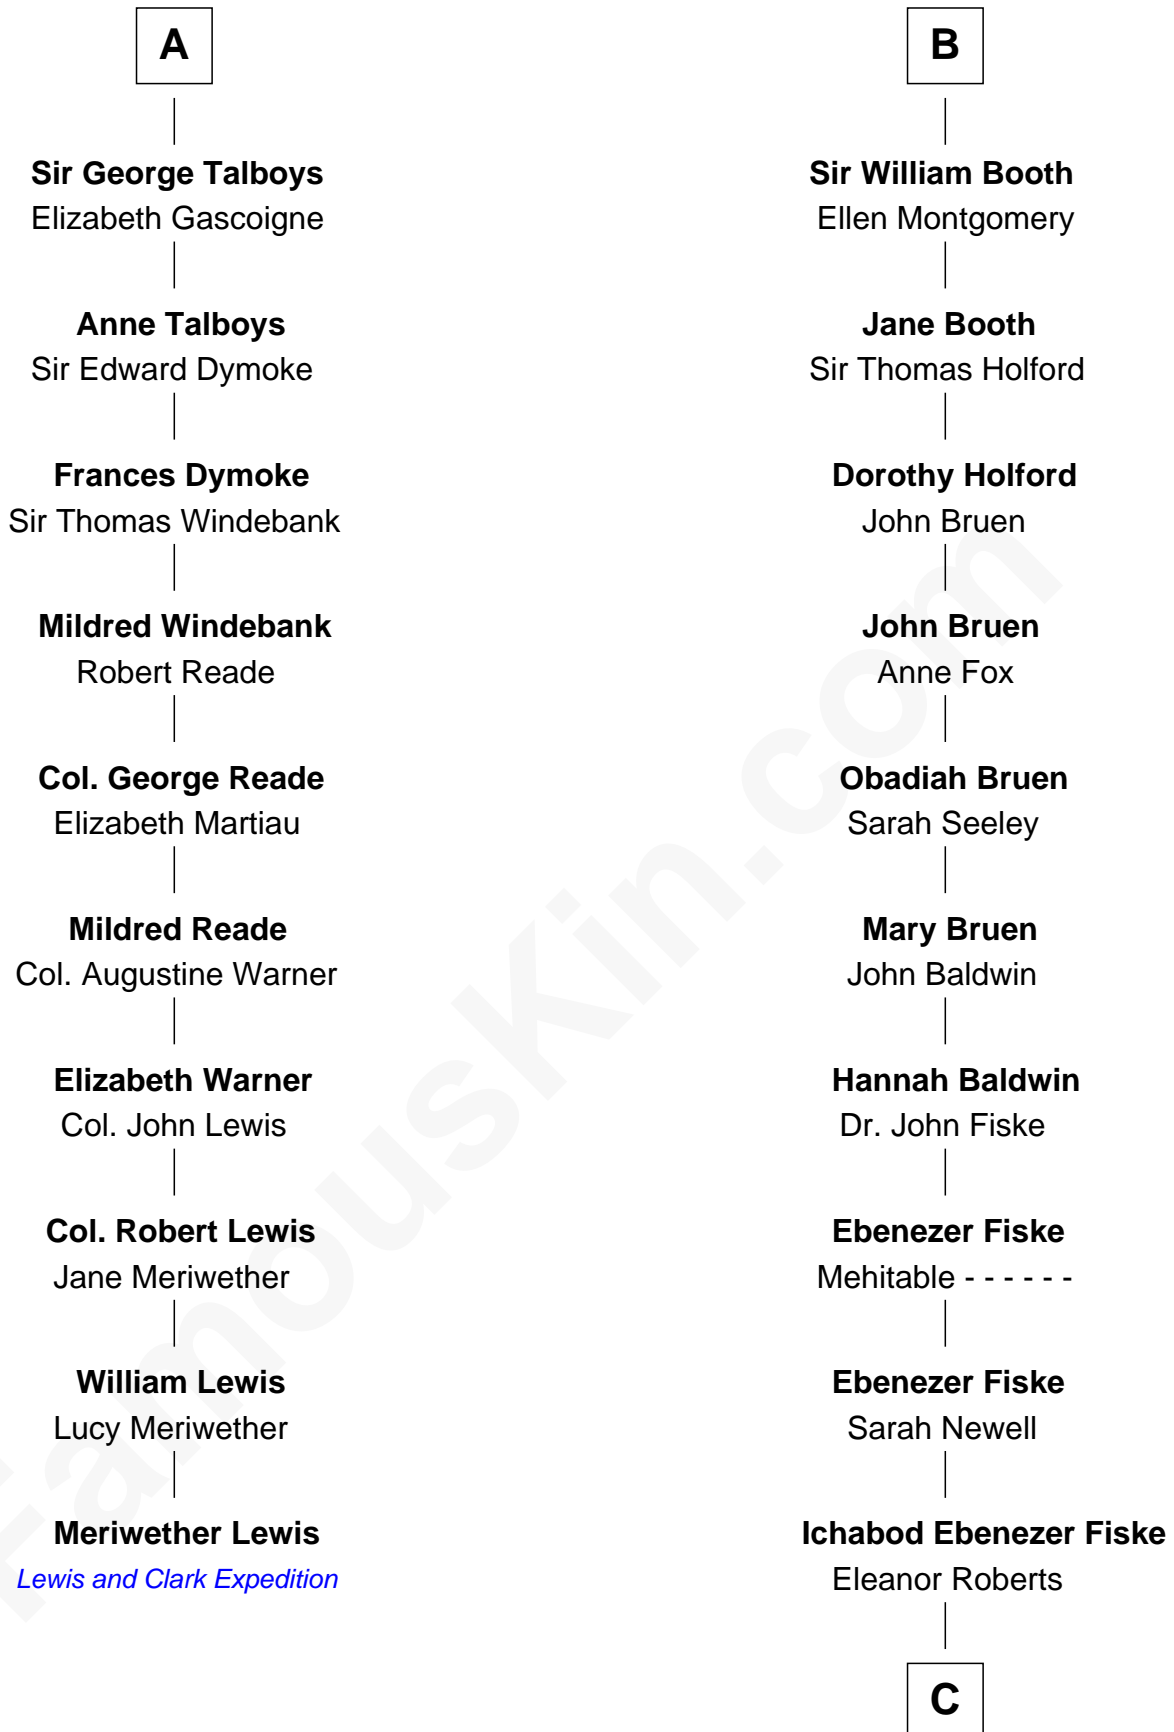 A
Sir George Talboys
Elizabeth Gascoigne
Anne Talboys
Sir Edward Dymoke
Frances Dymoke
Sir Thomas Windebank
Mildred Windebank
Robert Reade
Col. George Reade
Elizabeth Martiau
Mildred Reade
Col. Augustine Warner
Elizabeth Warner
Col. John Lewis
Col. Robert Lewis
Jane Meriwether
William Lewis
Lucy Meriwether
Meriwether Lewis
Lewis and Clark Expedition
B
Sir William Booth
Ellen Montgomery
Jane Booth
Sir Thomas Holford
Dorothy Holford
John Bruen
John Bruen
Anne Fox
Obadiah Bruen
Sarah Seeley
Mary Bruen
John Baldwin
Hannah Baldwin
Dr. John Fiske
Ebenezer Fiske
Mehitable - - - - - -
Ebenezer Fiske
Sarah Newell
Ichabod Ebenezer Fiske
Eleanor Roberts
C
FamousKin.com